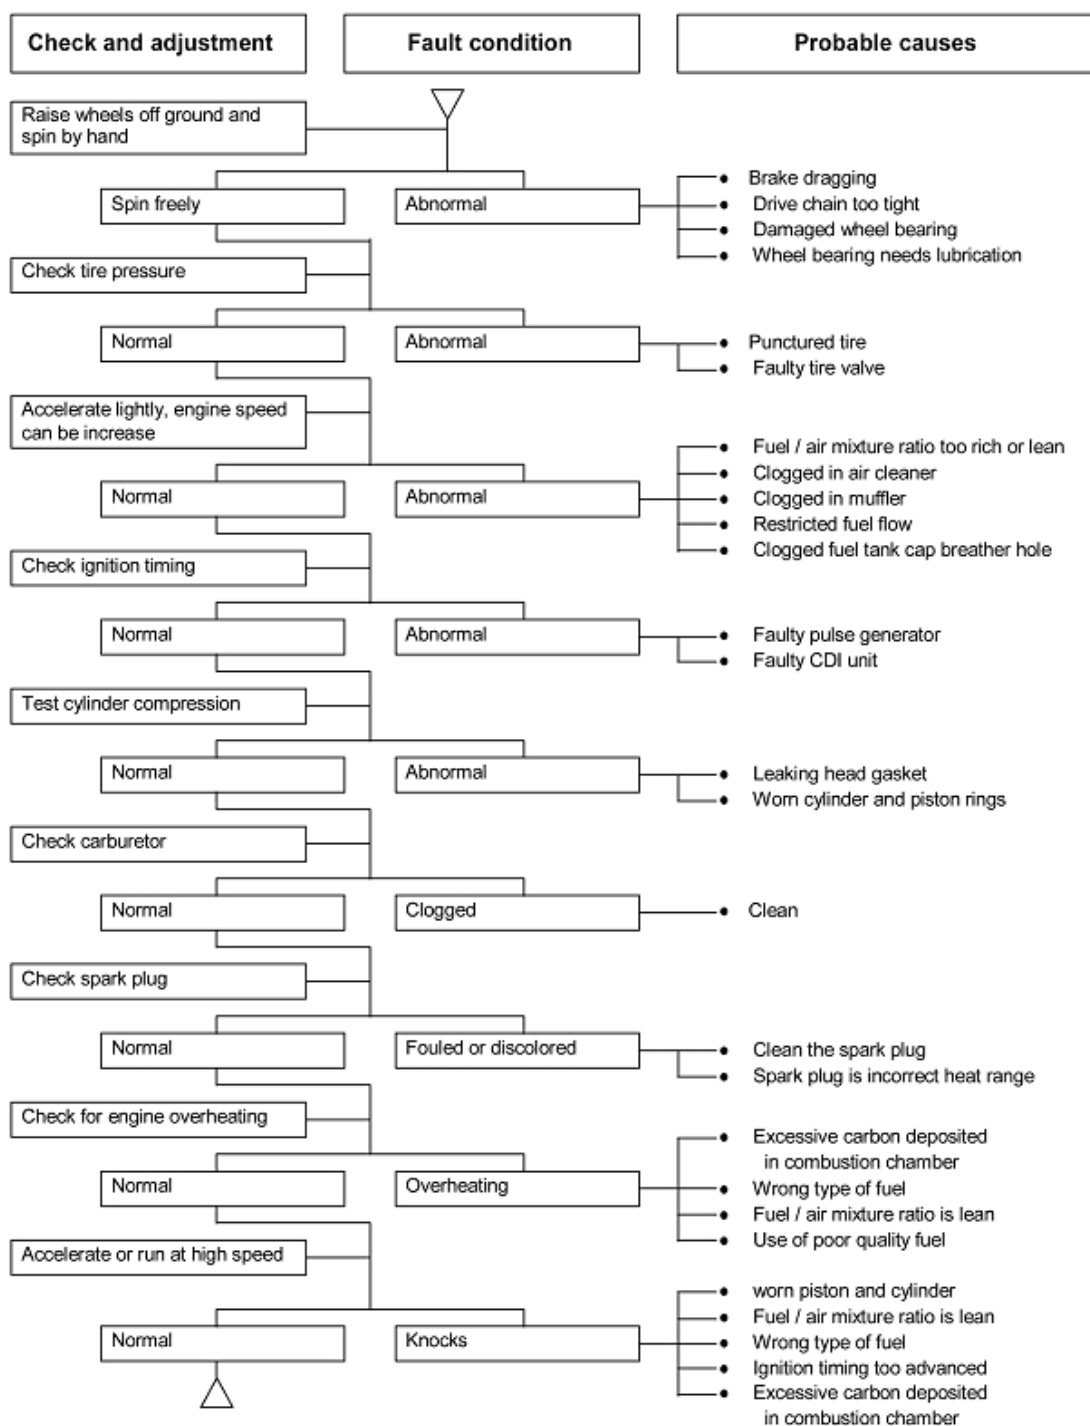 Check and adjustment
Fault condition
Probable causes
Raise wheels off ground and
spin by hand
Spin freely
Abnormal
Brake dragging
Drive chain too tight
Damaged wheel bearing
Wheel bearing needs lubrication
Check tire pressure
Normal
Abnormal
Punctured tire
Faulty tire valve
Accelerate lightly, engine speed
can be increase
Normal
Abnormal
Fuel / air mixture ratio too rich or lean
Clogged in air cleaner
Clogged in muffler
Restricted fuel flow
Clogged fuel tank cap breather hole
Check ignition timing
Normal
Abnormal
Faulty pulse generator
Faulty CDI unit
Test cylinder compression
Normal
Abnormal
Leaking head gasket
Worn cylinder and piston rings
Check carburetor
Normal
Clogged
Clean
Check spark plug
Normal
Fouled or discolored
Clean the spark plug
Spark plug is incorrect heat range
Check for engine overheating
Normal
Overheating
Excessive carbon deposited
in combustion chamber
Wrong type of fuel
Fuel / air mixture ratio is lean
Use of poor quality fuel
Accelerate or run at high speed
Normal
Knocks
worn piston and cylinder
Fuel / air mixture ratio is lean
Wrong type of fuel
Ignition timing too advanced
Excessive carbon deposited
in combustion chamber